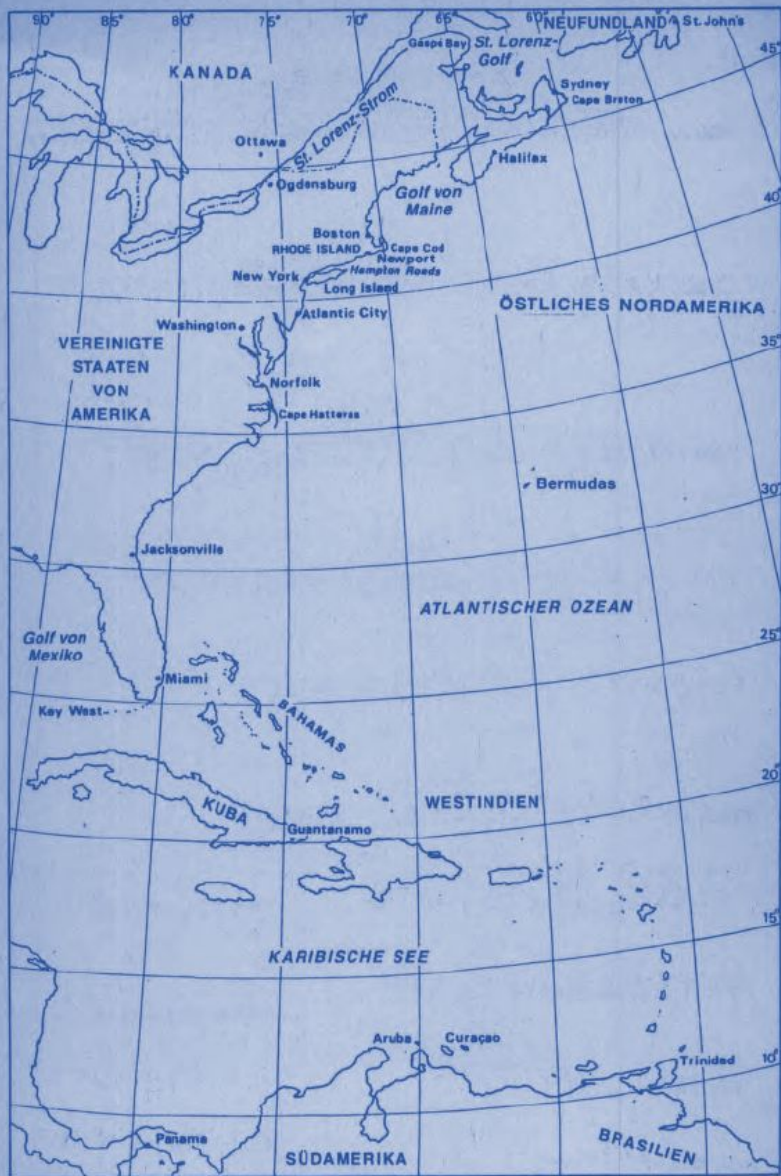 90°
85°
75°
70°
65°
60°
NEUFUNDLAND
St. John's
45°
Gaspé Bay
St. Lorenz-
Golf
KANADA
Sydney
Cape Breton
St. Lorenz-Strom
Ottawa
Halifax
Ogdensburg
Golf von
Maine
40°
Boston
RHODE ISLAND
Cape Cod
Newport
Hampton Roads
New York
Long Island
ÖSTLICHES NORDAMERIKA
Atlantic City
Washington
35°
VEREINIGTE
STAATEN
VON
AMERIKA
Norfolk
Cape Hatteras
Bermudas
30°
Jacksonville
ATLANTISCHER OZEAN
25°
Golf von
Mexiko
Miami
Key West
BAHAMAS
20°
KUBA
WESTINDIEN
Guantanamo
15°
KARIBISCHE SEE
Aruba
Curaçao
Trinidad
10°
Panama
SÜDAMERIKA
BRASILIEN